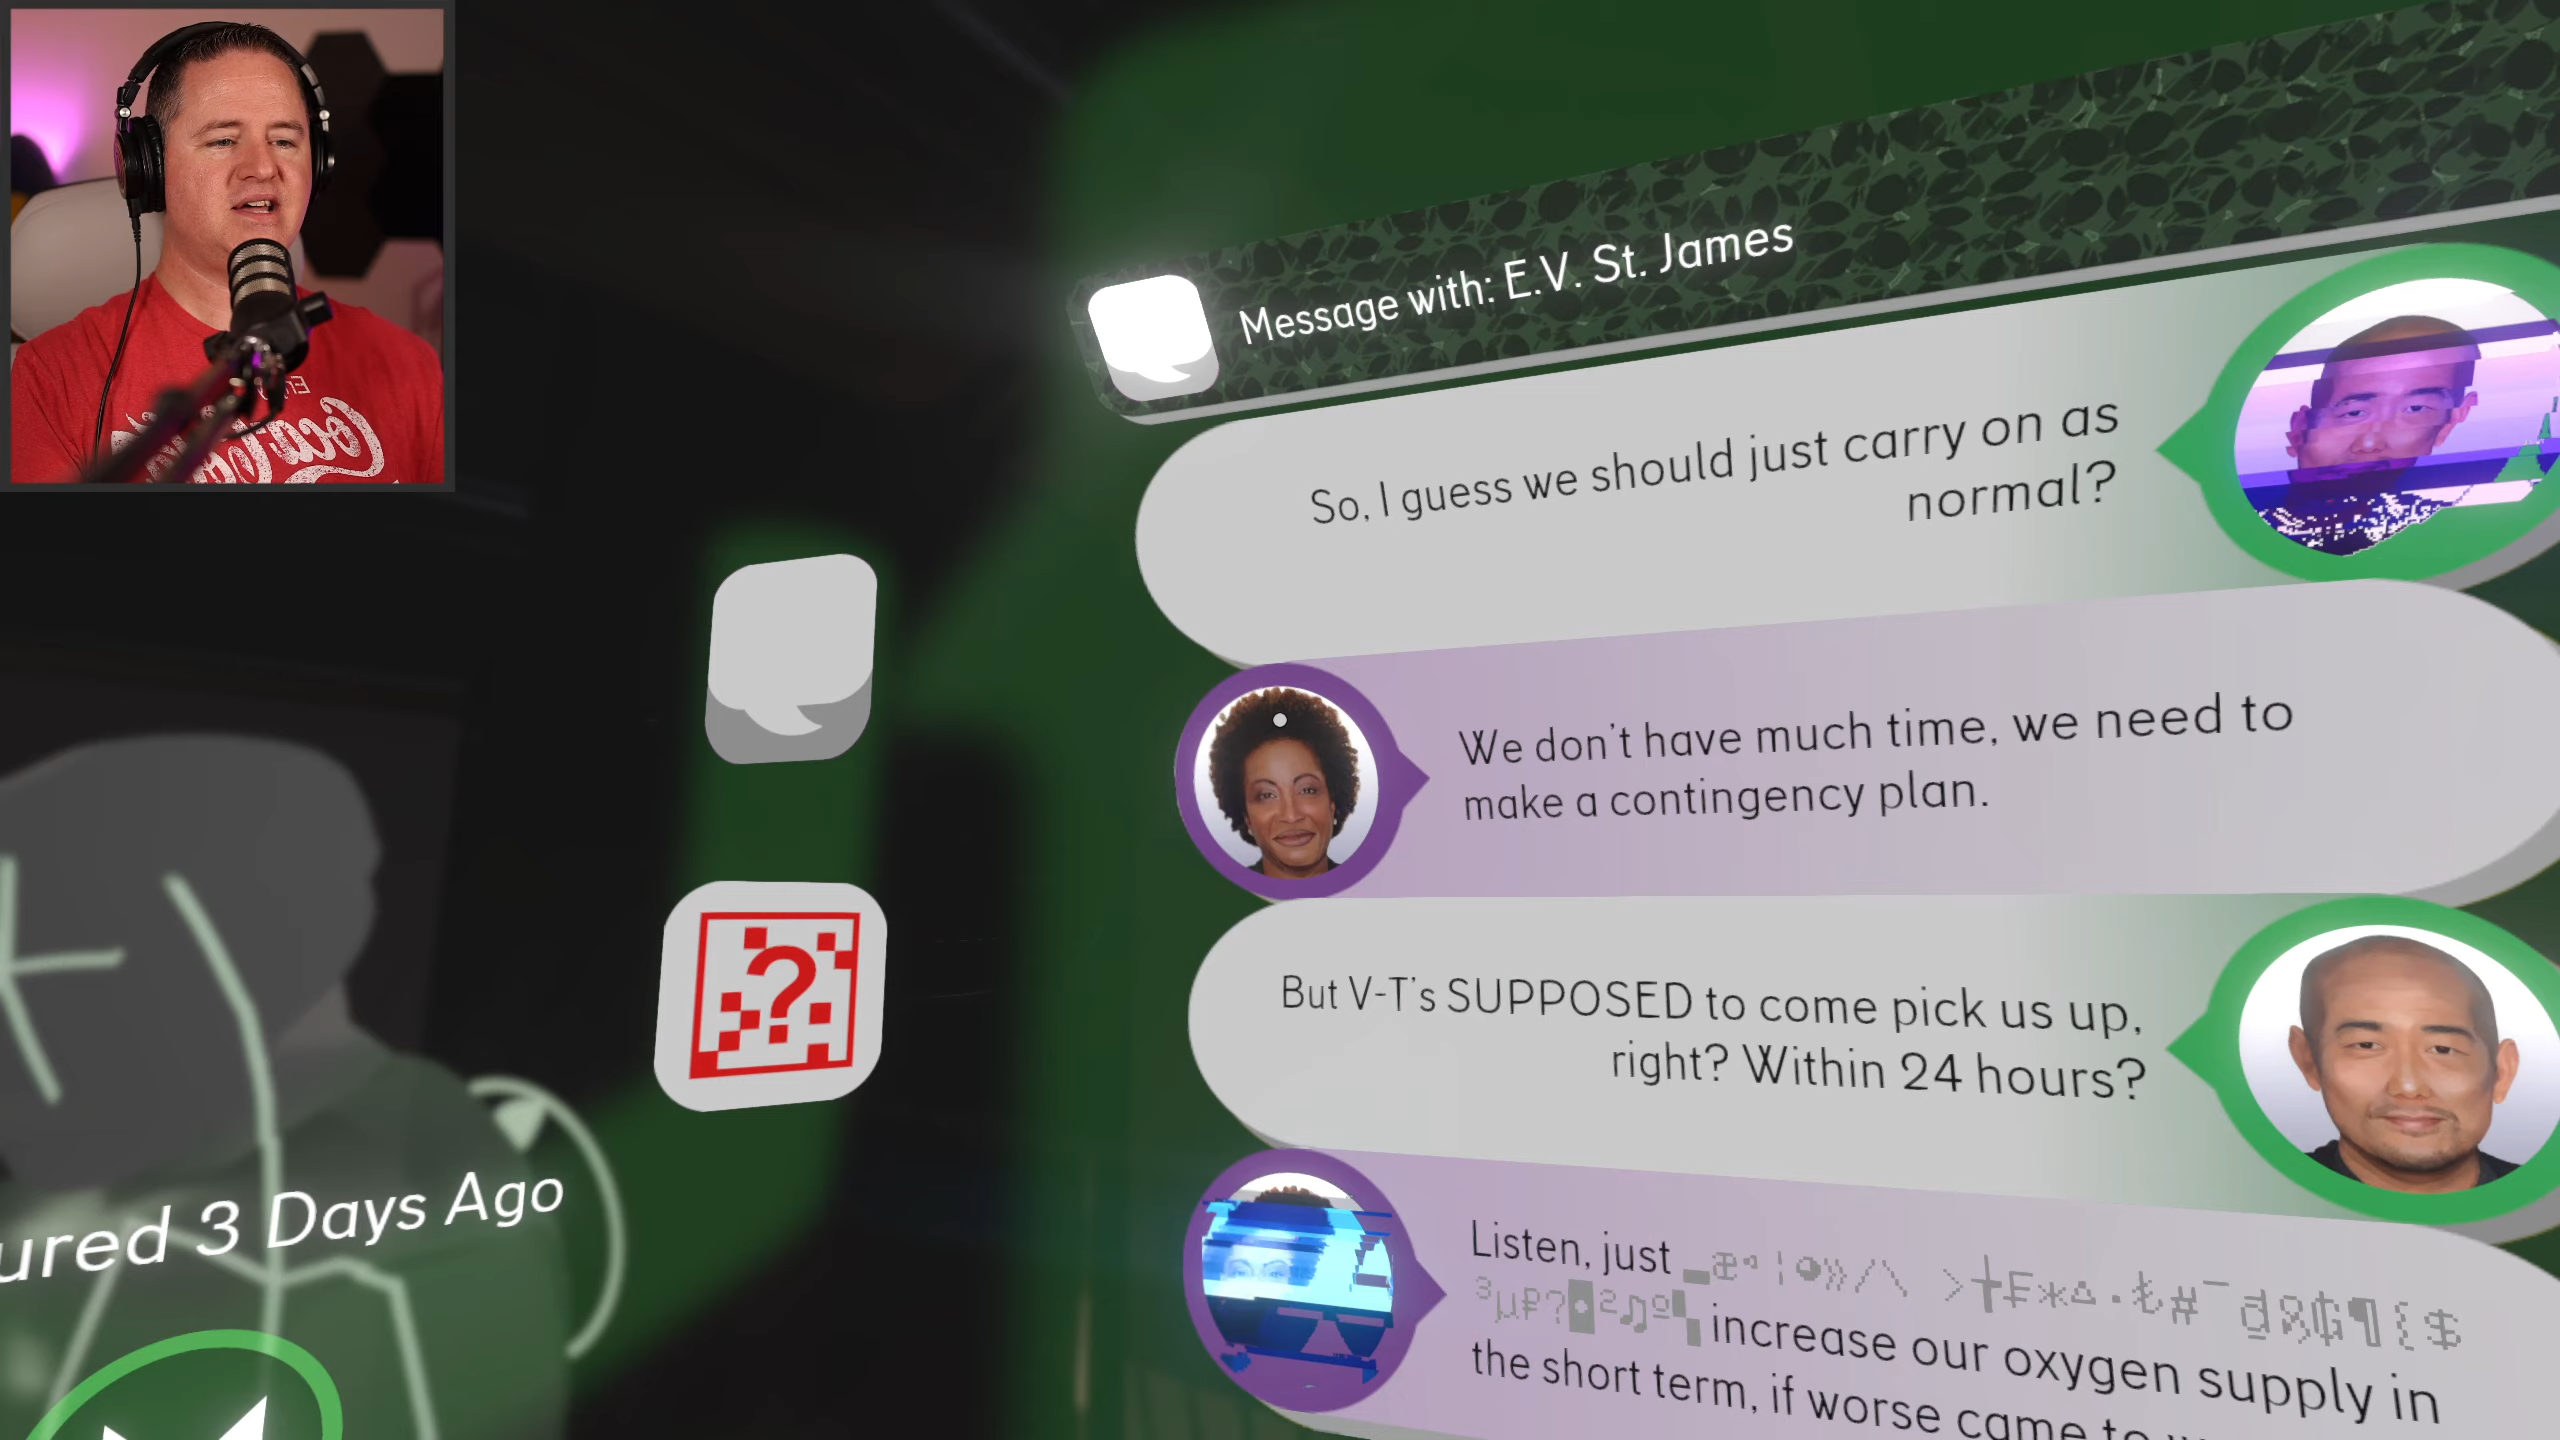 Message with: E.V. St. James
So, I guess we should just carry on as
normal?
We don't have much time, we need to
make a contingency plan.
But V-T's SUPPOSED to come pick us up,
right? Within 24 hours?
Listen, just
increase our oxygen supply in
the short term, if worse came to
ured 3 Days Ago
?